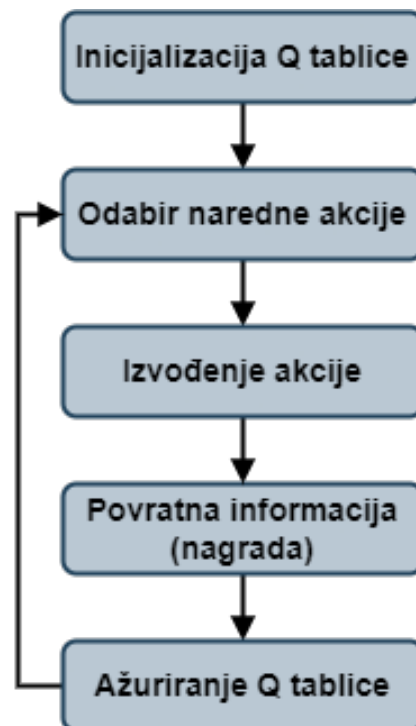 Inicijalizacija Q tablice
Odabir naredne akcije
Izvođenje akcije
Povratna informacija
(nagrada)
Ažuriranje Q tablice